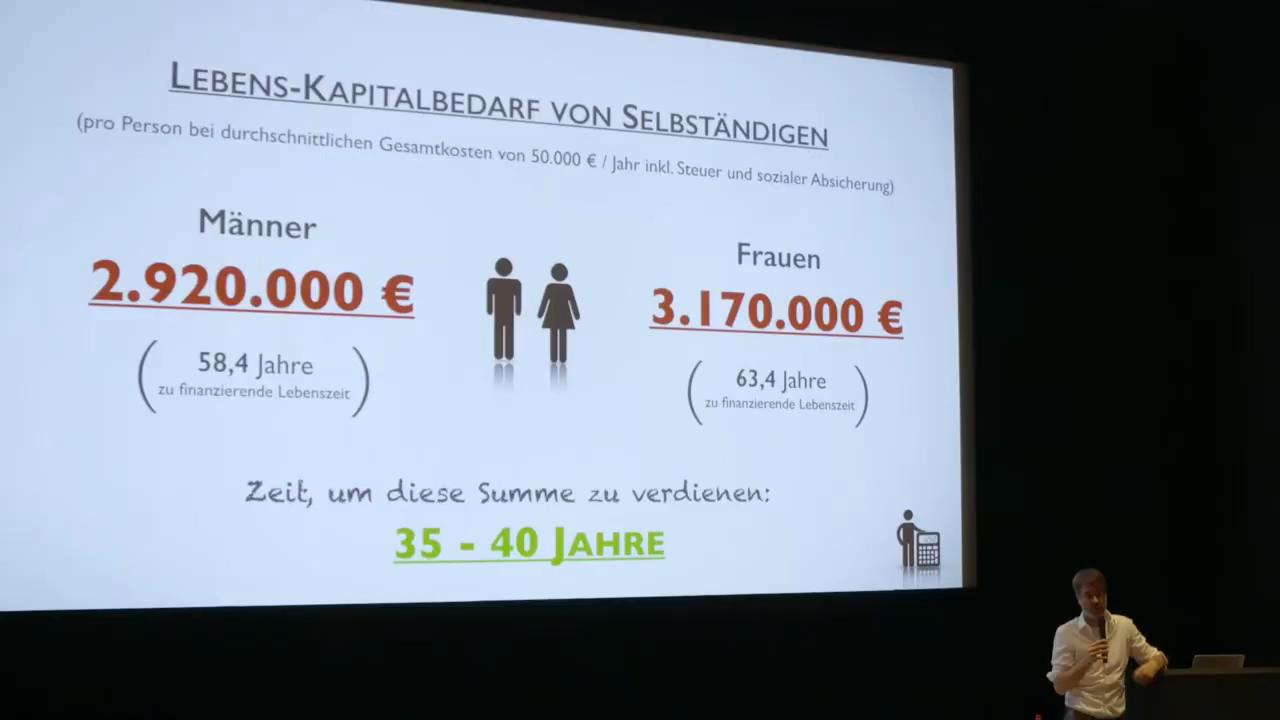 LEBENS-KAPITALBEDARF VON SELBSTÄNDIGEN
(pro Person bei durchschnittlichen Gesamtkosten von 50.000 € / Jahr inkl. Steuer und sozialer Absicherung)
Männer
2.920.000 €
58,4 Jahre
zu finanzierende Lebenszeit
Frauen
3.170.000 €
63,4 Jahre
zu finanzierende Lebenszeit
Zeit, um diese Summe zu verdienen:
35 - 40 JAHRE